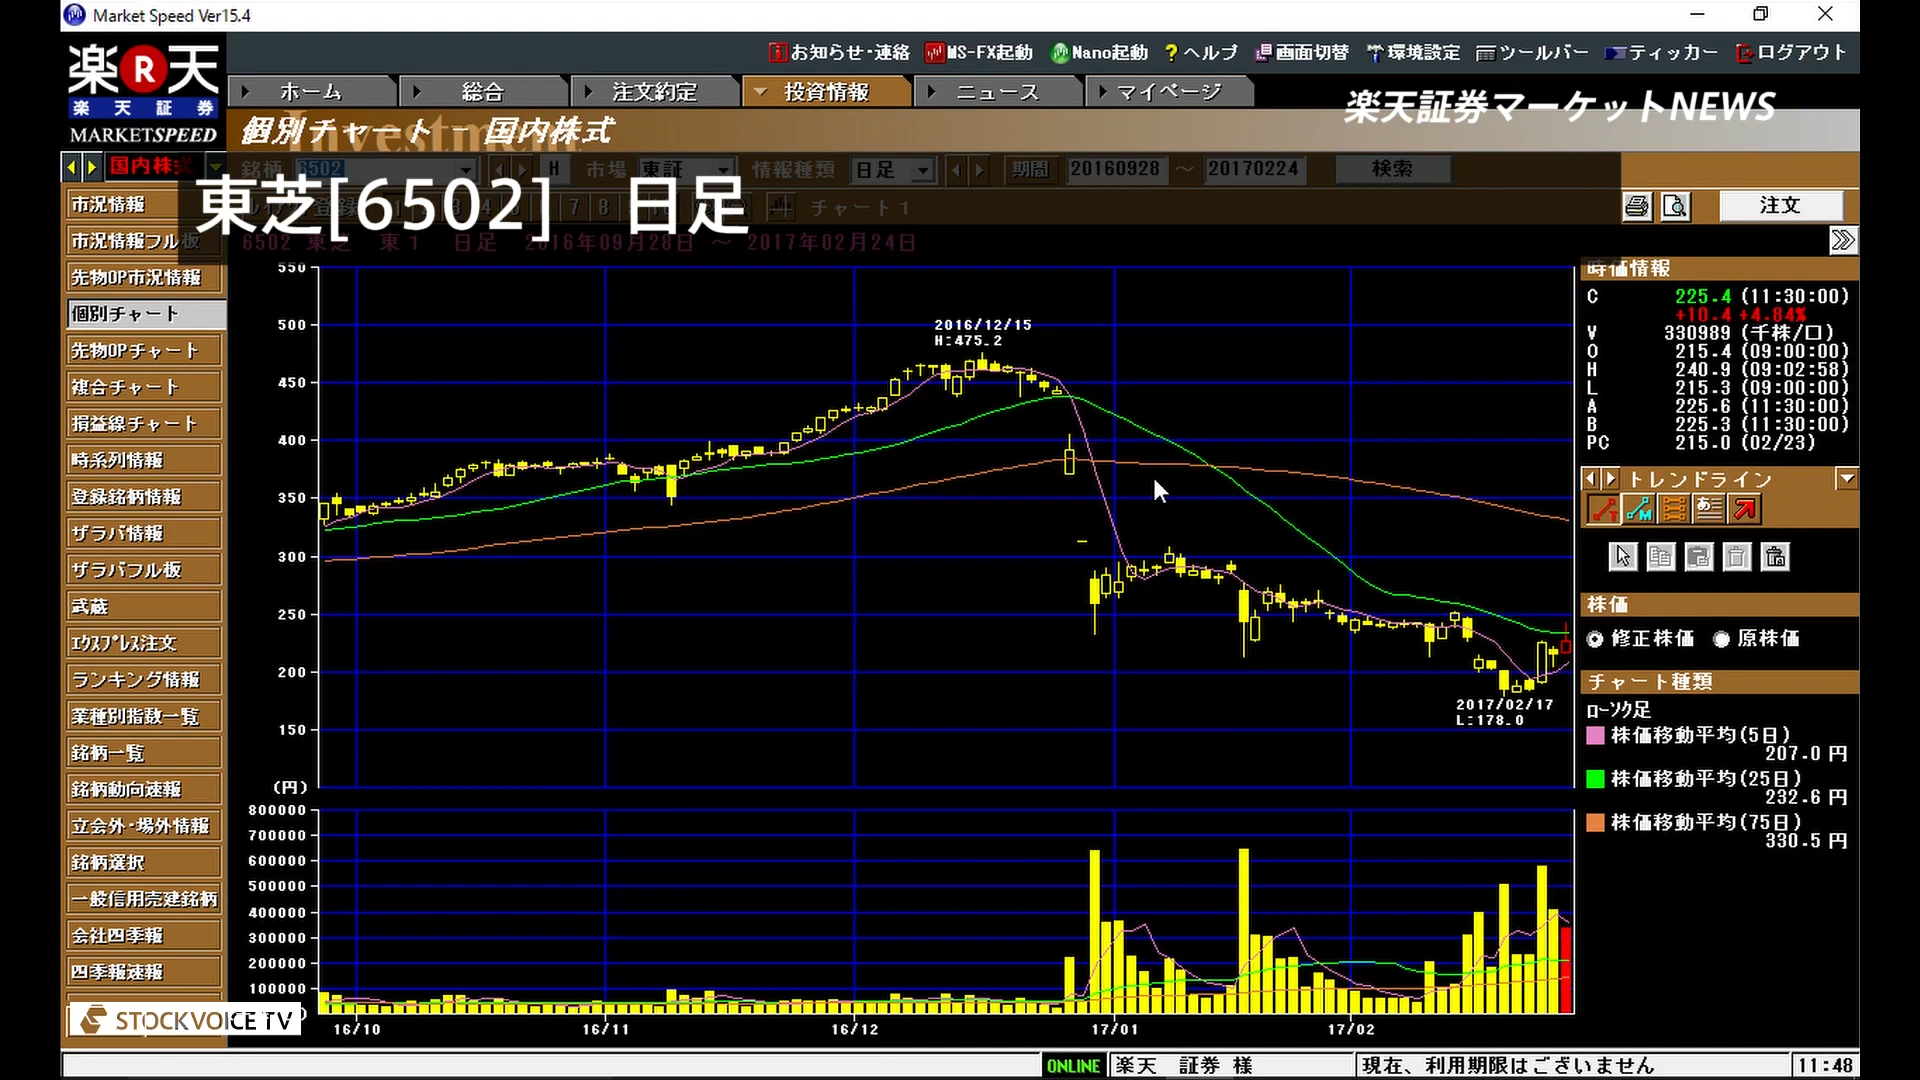 Market Speed Ver15.4
楽天
楽天証券
MARKETSPEED
お知らせ・連絡 MS-FX起動 Nano起動 ヘルプ 画面切替 環境設定 ツールバー ティッカー ログアウト
ホーム 総合 注文約定 投資情報 ニュース マイページ
楽天証券マーケットNEWS
個別チャート - 国内株式
国内株式 銘柄 6502 H 市場 東証 情報種類 日足 期間 20160928 ～ 20170224 検索
東芝[6502] 日足
チャート1
注文
6502 東芝 東1 日足 2016年09月28日 ～ 2017年02月24日
市況情報
市況情報フル板
先物OP市況情報
個別チャート
先物OPチャート
複合チャート
損益線チャート
時系列情報
登録銘柄情報
ザラバ情報
ザラバフル板
武蔵
エクスプレス注文
ランキング情報
業種別指数一覧
銘柄一覧
銘柄動向速報
立会外・場外情報
銘柄選択
一般信用売建銘柄
会社四季報
四季報速報
STOCKVOICE TV
550
500
450
400
350
300
250
200
150
(円)
2016/12/15
H:475.2
2017/02/17
L:178.0
800000
700000
600000
500000
400000
300000
200000
100000
0
16/10 16/11 16/12 17/01 17/02
時価情報
C 225.4 (11:30:00)
+10.4 +4.84%
V 330989 (千株/口)
O 215.4 (09:00:00)
H 240.9 (09:02:58)
L 215.3 (09:00:00)
A 225.6 (11:30:00)
B 225.3 (11:30:00)
PC 215.0 (02/23)
トレンドライン
株価
修正株価 原株価
チャート種類
ローソク足
株価移動平均(5日)
207.0 円
株価移動平均(25日)
232.6 円
株価移動平均(75日)
330.5 円
ONLINE 楽天 証券 様 現在、利用期限はございません 11:48